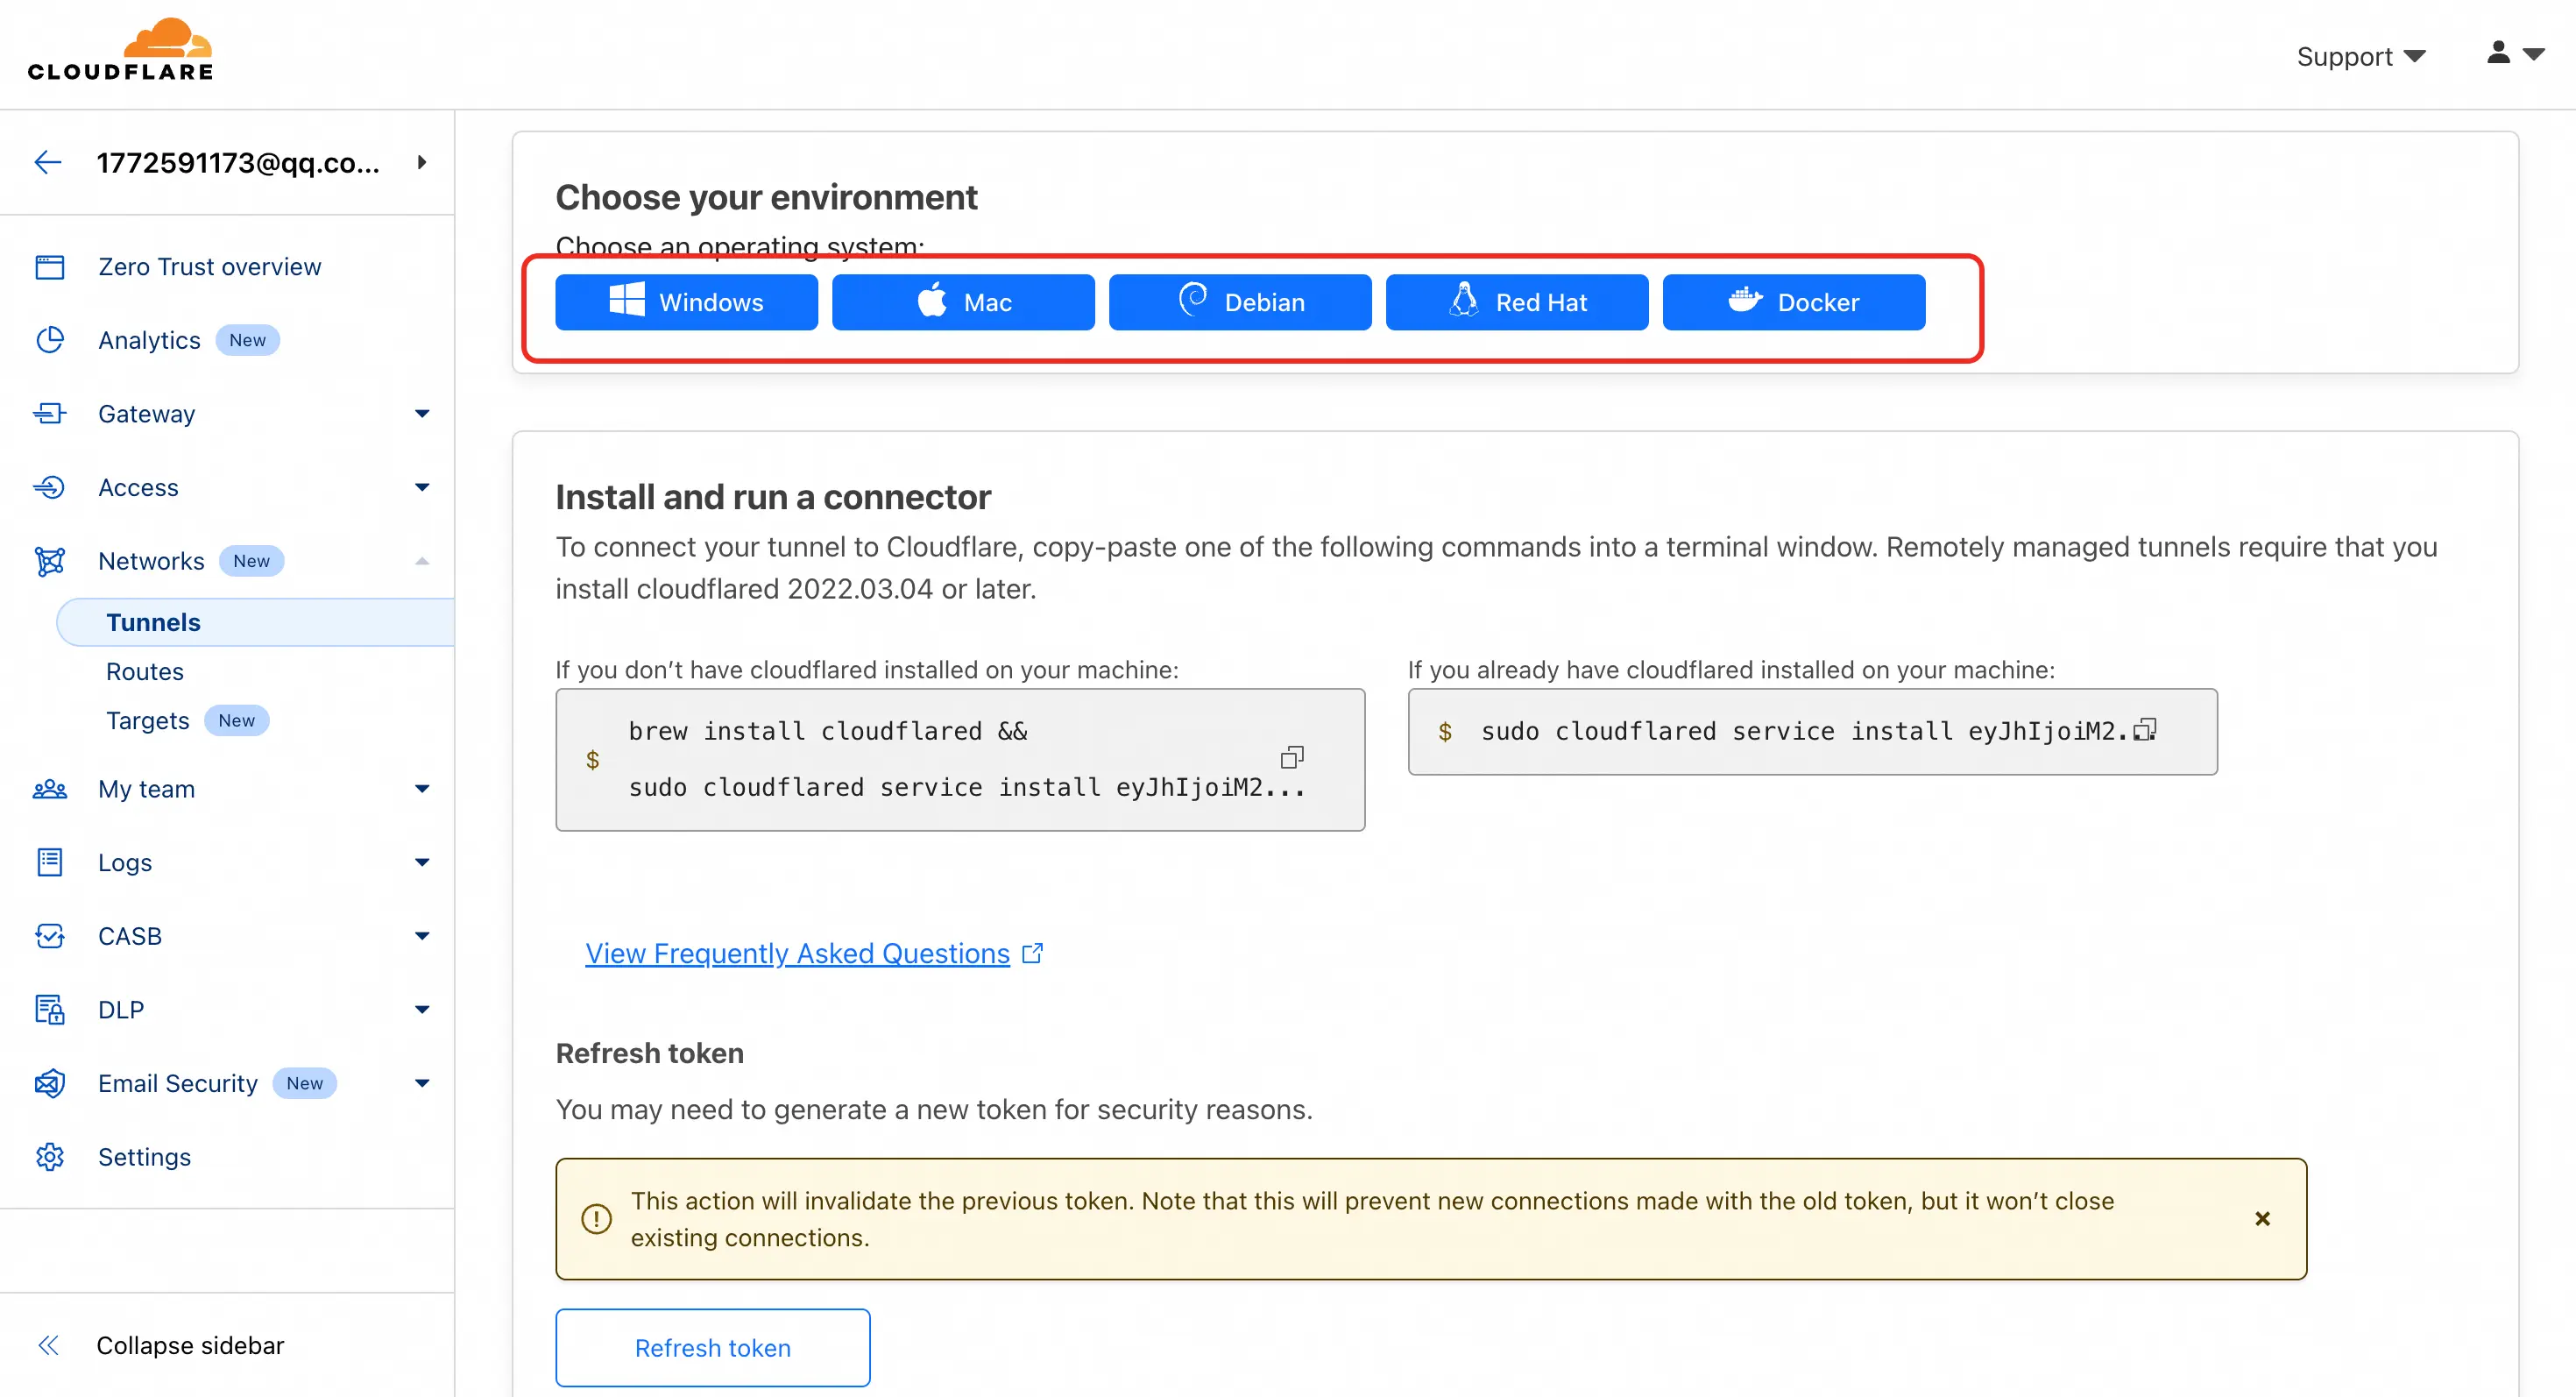 CLOUDFLARE
Support
1772591173@qq.co...
Zero Trust overview
Analytics New
Gateway
Access
Networks New
Tunnels
Routes
Targets New
My team
Logs
CASB
DLP
Email Security New
Settings
Collapse sidebar
Choose your environment
Choose an operating system:
Windows Mac Debian Red Hat Docker
Install and run a connector
To connect your tunnel to Cloudflare, copy-paste one of the following commands into a terminal window. Remotely managed tunnels require that you
install cloudflared 2022.03.04 or later.
If you don’t have cloudflared installed on your machine:
$ brew install cloudflared &&
sudo cloudflared service install eyJhIjoiM2...
If you already have cloudflared installed on your machine:
$ sudo cloudflared service install eyJhIjoiM2...
View Frequently Asked Questions
Refresh token
You may need to generate a new token for security reasons.
This action will invalidate the previous token. Note that this will prevent new connections made with the old token, but it won’t close
existing connections.
Refresh token